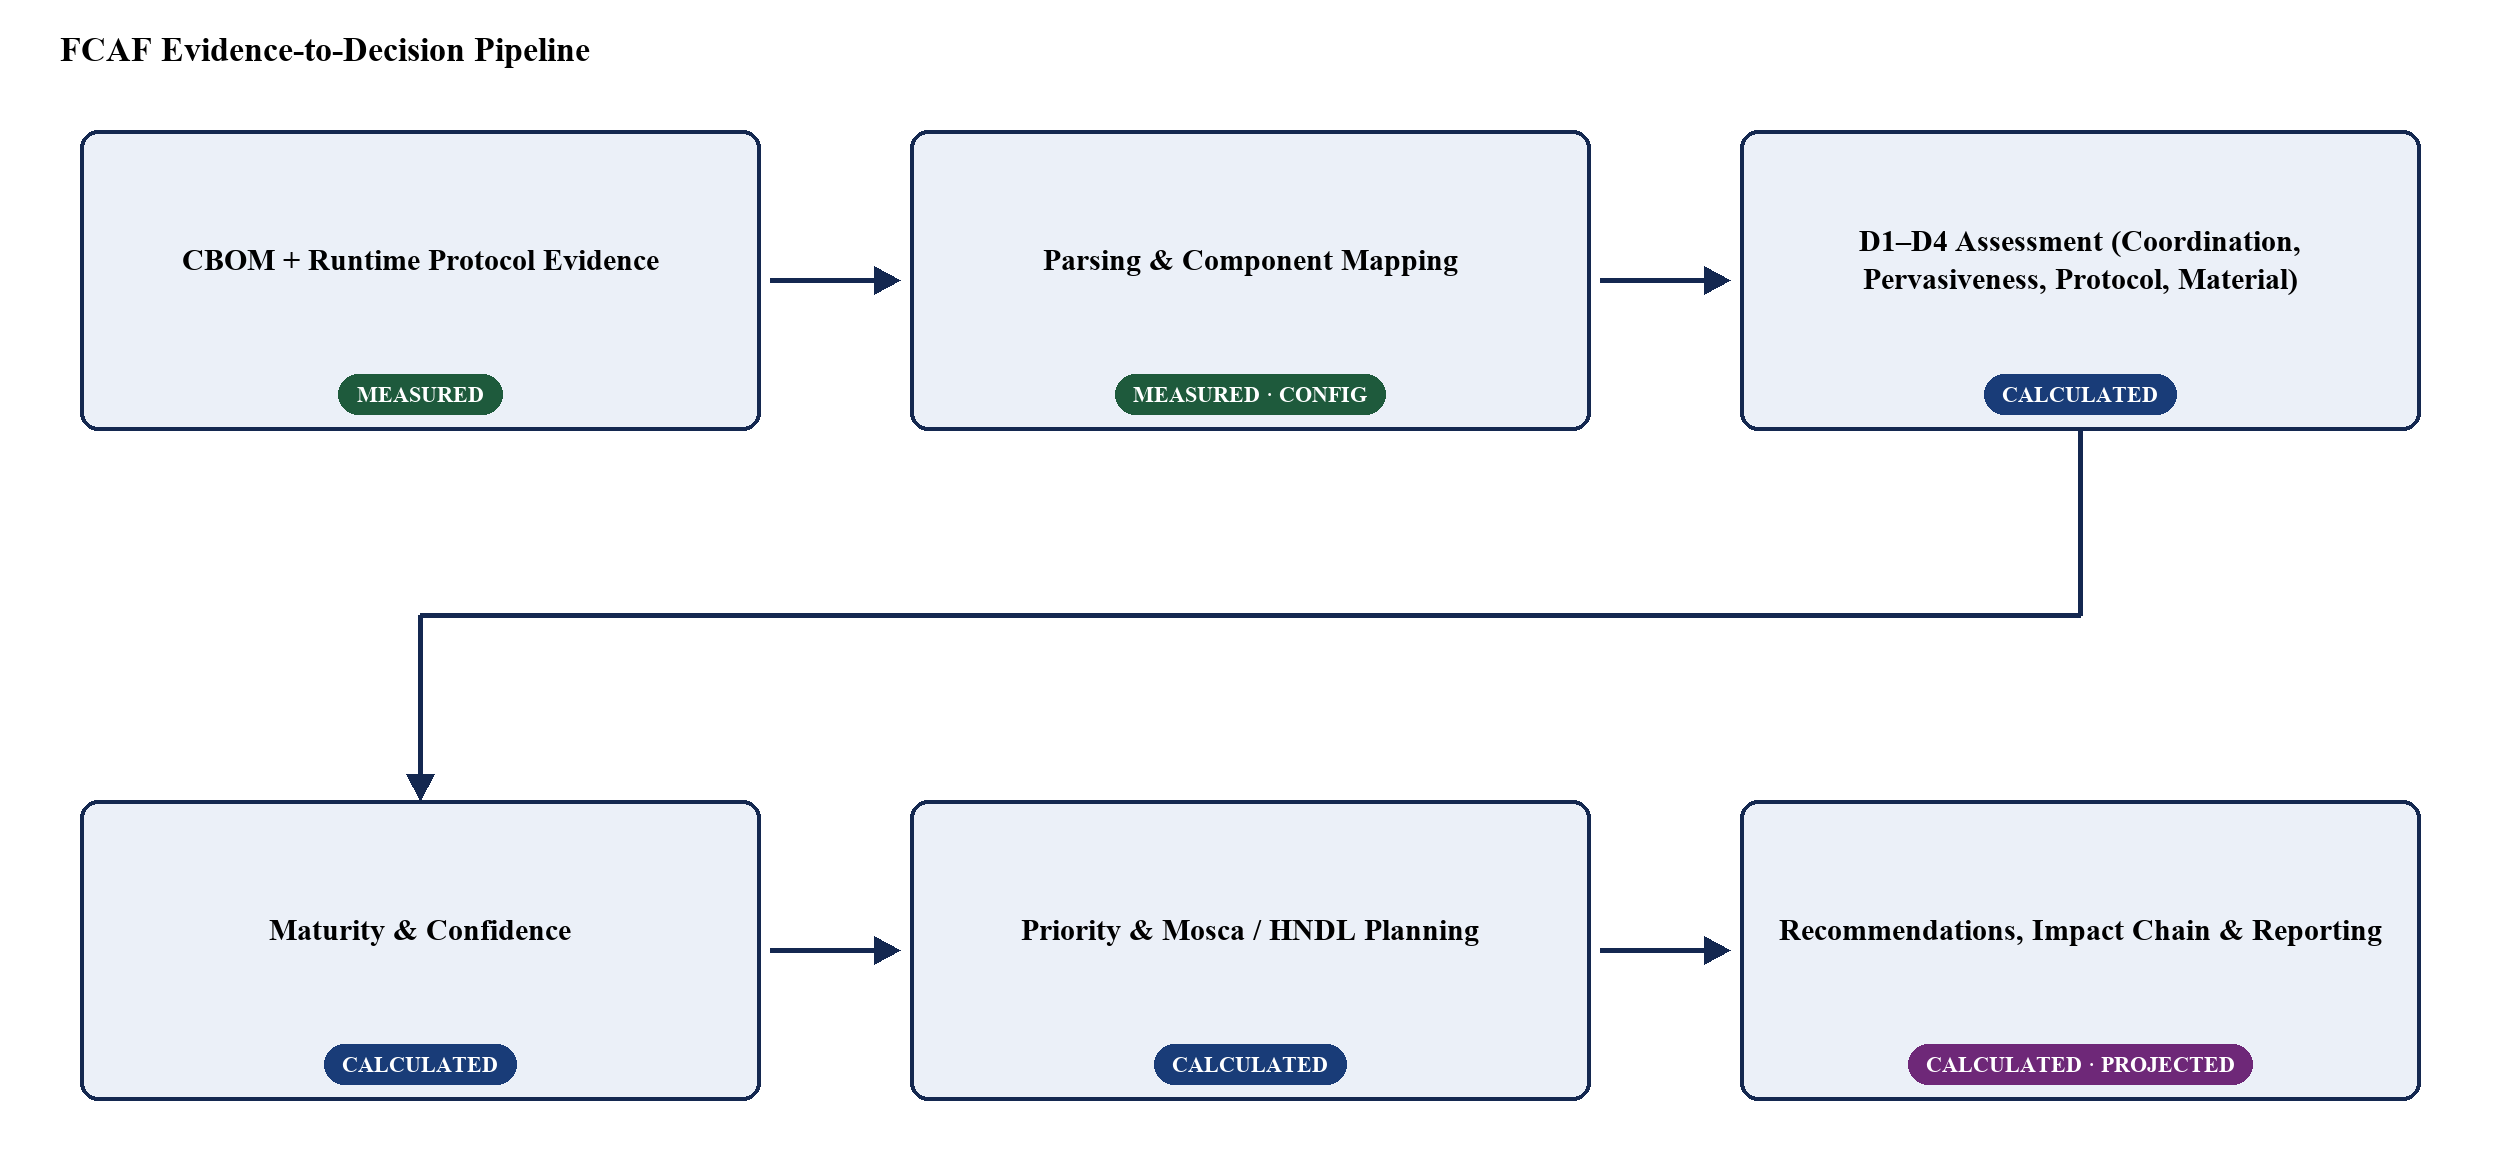 FCAF Evidence-to-Decision Pipeline
CBOM + Runtime Protocol Evidence
MEASURED
Parsing & Component Mapping
MEASURED · CONFIG
D1–D4 Assessment (Coordination,
Pervasiveness, Protocol, Material)
CALCULATED
Maturity & Confidence
CALCULATED
Priority & Mosca / HNDL Planning
CALCULATED
Recommendations, Impact Chain & Reporting
CALCULATED · PROJECTED